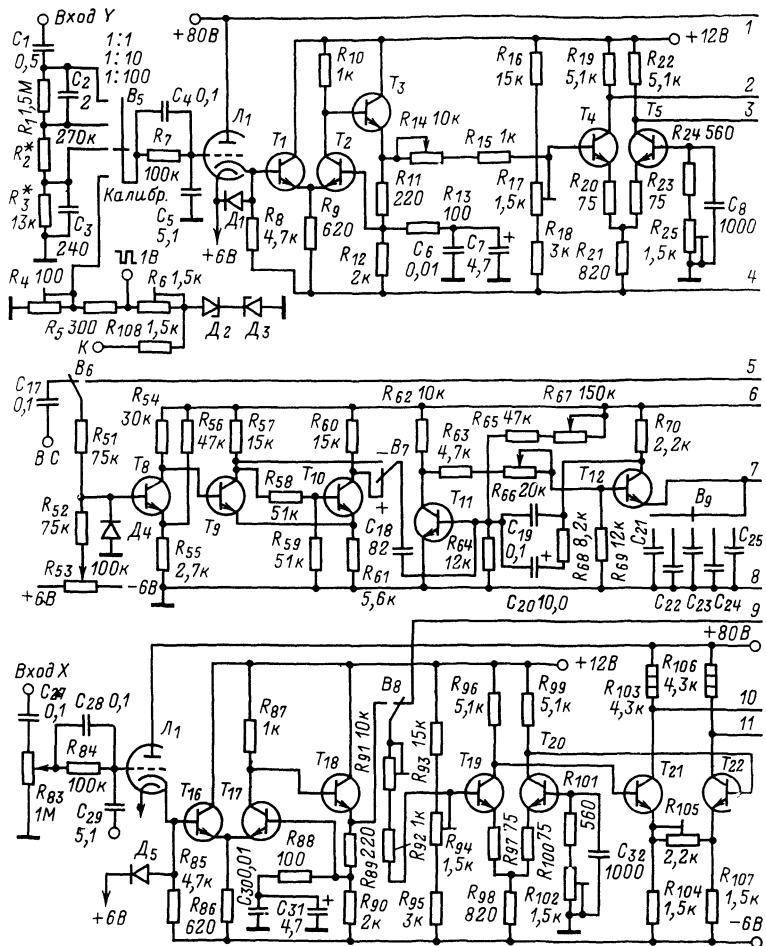 Вход Y
+80В
1
C1
0,5
1:1
1:10
1:100
R10
1к
+12В
R16
15к
R19
5,1к
R22
5,1к
C2
2
B5
C4 0,1
Л1
T3
2
R1 1,5М
T1
T2
R14 10к
R15 1к
T4
T5
3
R24 560
270к
R2*
R7
100к
R11
220
R17
1,5к
R20
75
R23
75
R3*
13к
C3
240
Калибр.
C5
5,1
Д1
R8
4,7к
R9
620
R13
100
C8
1000
+6В
R12
2к
C6
0,01
C7
4,7
+
R18
3к
R21
820
R25
1,5к
1В
R4 100
R6 1,5к
4
R5 300
R108 1,5к
Д2
Д3
К
C17
0,1
B6
5
R62 10к
R67 150к
6
R54
30к
R56
47к
R57
15к
R60
15к
R65 47к
R70
2,2к
R51
75к
R63
4,7к
ВС
T8
-B7
T12
7
R58
51к
T10
R66 20к
B9
R52
75к
T9
+
T11
Д4
C18
82
R64
12к
C19
0,1
R68 8,2к
R69 12к
C21
C25
R55
2,7к
R59
51к
+
R53
100к
R61
5,6к
+6В
-6В
C20 10,0
C22
C23
C24
8
9
+80В
Вход X
C27*
0,1
C28 0,1
B8
+12В
R87
1к
R91 10к
R96
5,1к
R99
5,1к
R103
4,3к
R106
4,3к
10
Л1
R93 15к
11
R84
100к
T18
T19
T20
T16
T17
T21
T22
R83
1М
C29
5,1
R101
560
R105
2,2к
R88
100
R89 220
R92 1к
R94
1,5к
R97 75
R100 75
C32
1000
Д5
R85
4,7к
C30 0,01
C31
4,7
+
R104
1,5к
R107
1,5к
+6В
R86
620
R90
2к
R95
3к
R98
820
R102
1,5к
-6В